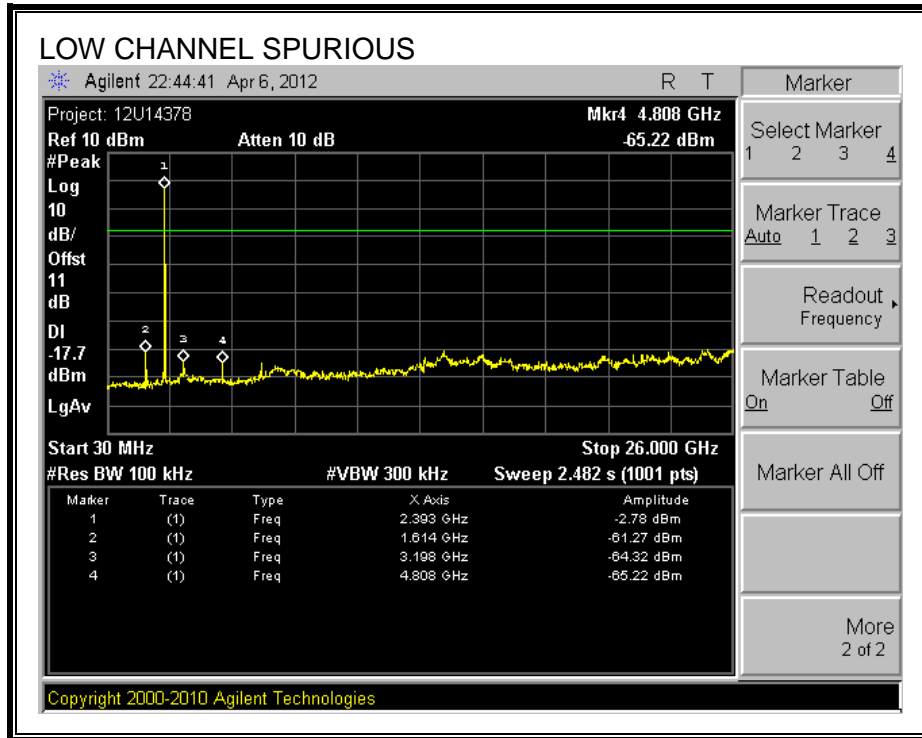 LOW CHANNEL SPURIOUS
Agilent 22:44:41 Apr 6, 2012 R T
Project: 12U14378 Mkr4 4.808 GHz
Ref 10 dBm Atten 10 dB -65.22 dBm
#Peak
Log
10
dB/
Offst
11
dB
DI
-17.7
dBm
LgAv
1
2
3
4
Start 30 MHz Stop 26.000 GHz
#Res BW 100 kHz #VBW 300 kHz Sweep 2.482 s (1001 pts)
Marker Trace Type X Axis Amplitude
1 (1) Freq 2.393 GHz -2.78 dBm
2 (1) Freq 1.614 GHz -61.27 dBm
3 (1) Freq 3.198 GHz -64.32 dBm
4 (1) Freq 4.808 GHz -65.22 dBm
Marker
Select Marker
1 2 3 4
Marker Trace
Auto 1 2 3
Readout
Frequency
Marker Table
On Off
Marker All Off
More
2 of 2
Copyright 2000-2010 Agilent Technologies